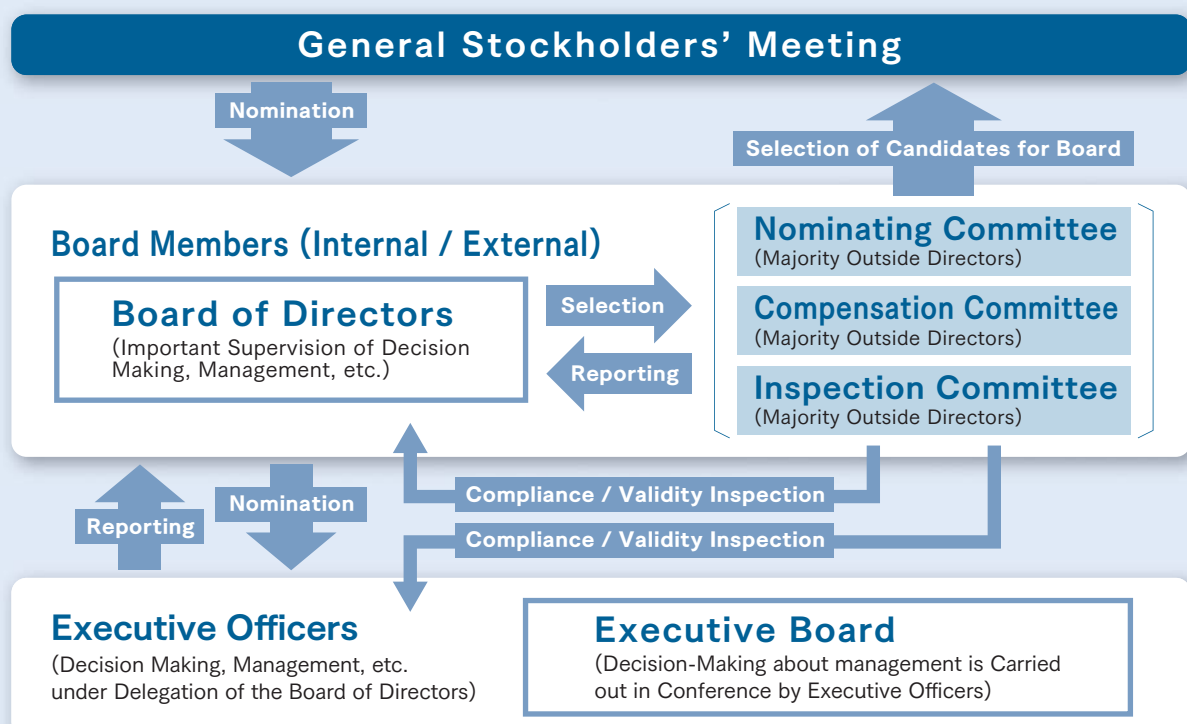 General Stockholders’ Meeting
Nomination
Selection of Candidates for Board
Board Members (Internal / External)
Board of Directors
(Important Supervision of Decision
Making, Management, etc.)
Selection
Reporting
Nominating Committee
(Majority Outside Directors)
Compensation Committee
(Majority Outside Directors)
Inspection Committee
(Majority Outside Directors)
Reporting
Nomination
Compliance / Validity Inspection
Compliance / Validity Inspection
Executive Officers
(Decision Making, Management, etc.
under Delegation of the Board of Directors)
Executive Board
(Decision-Making about management is Carried
out in Conference by Executive Officers)